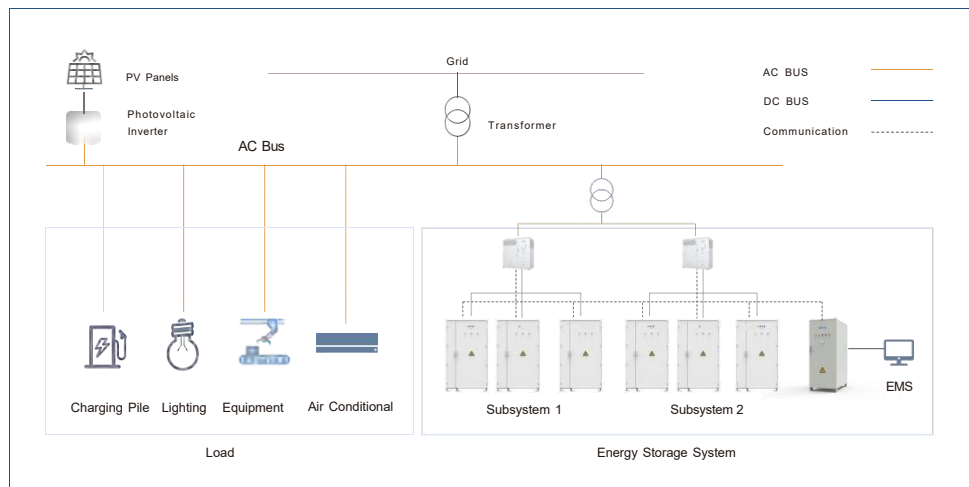 Grid
PV Panels
AC BUS
DC BUS
Photovoltaic
Inverter
Transformer
Communication
AC Bus
Charging Pile
Lighting
Equipment
Air Conditional
Subsystem 1
Subsystem 2
EMS
Load
Energy Storage System